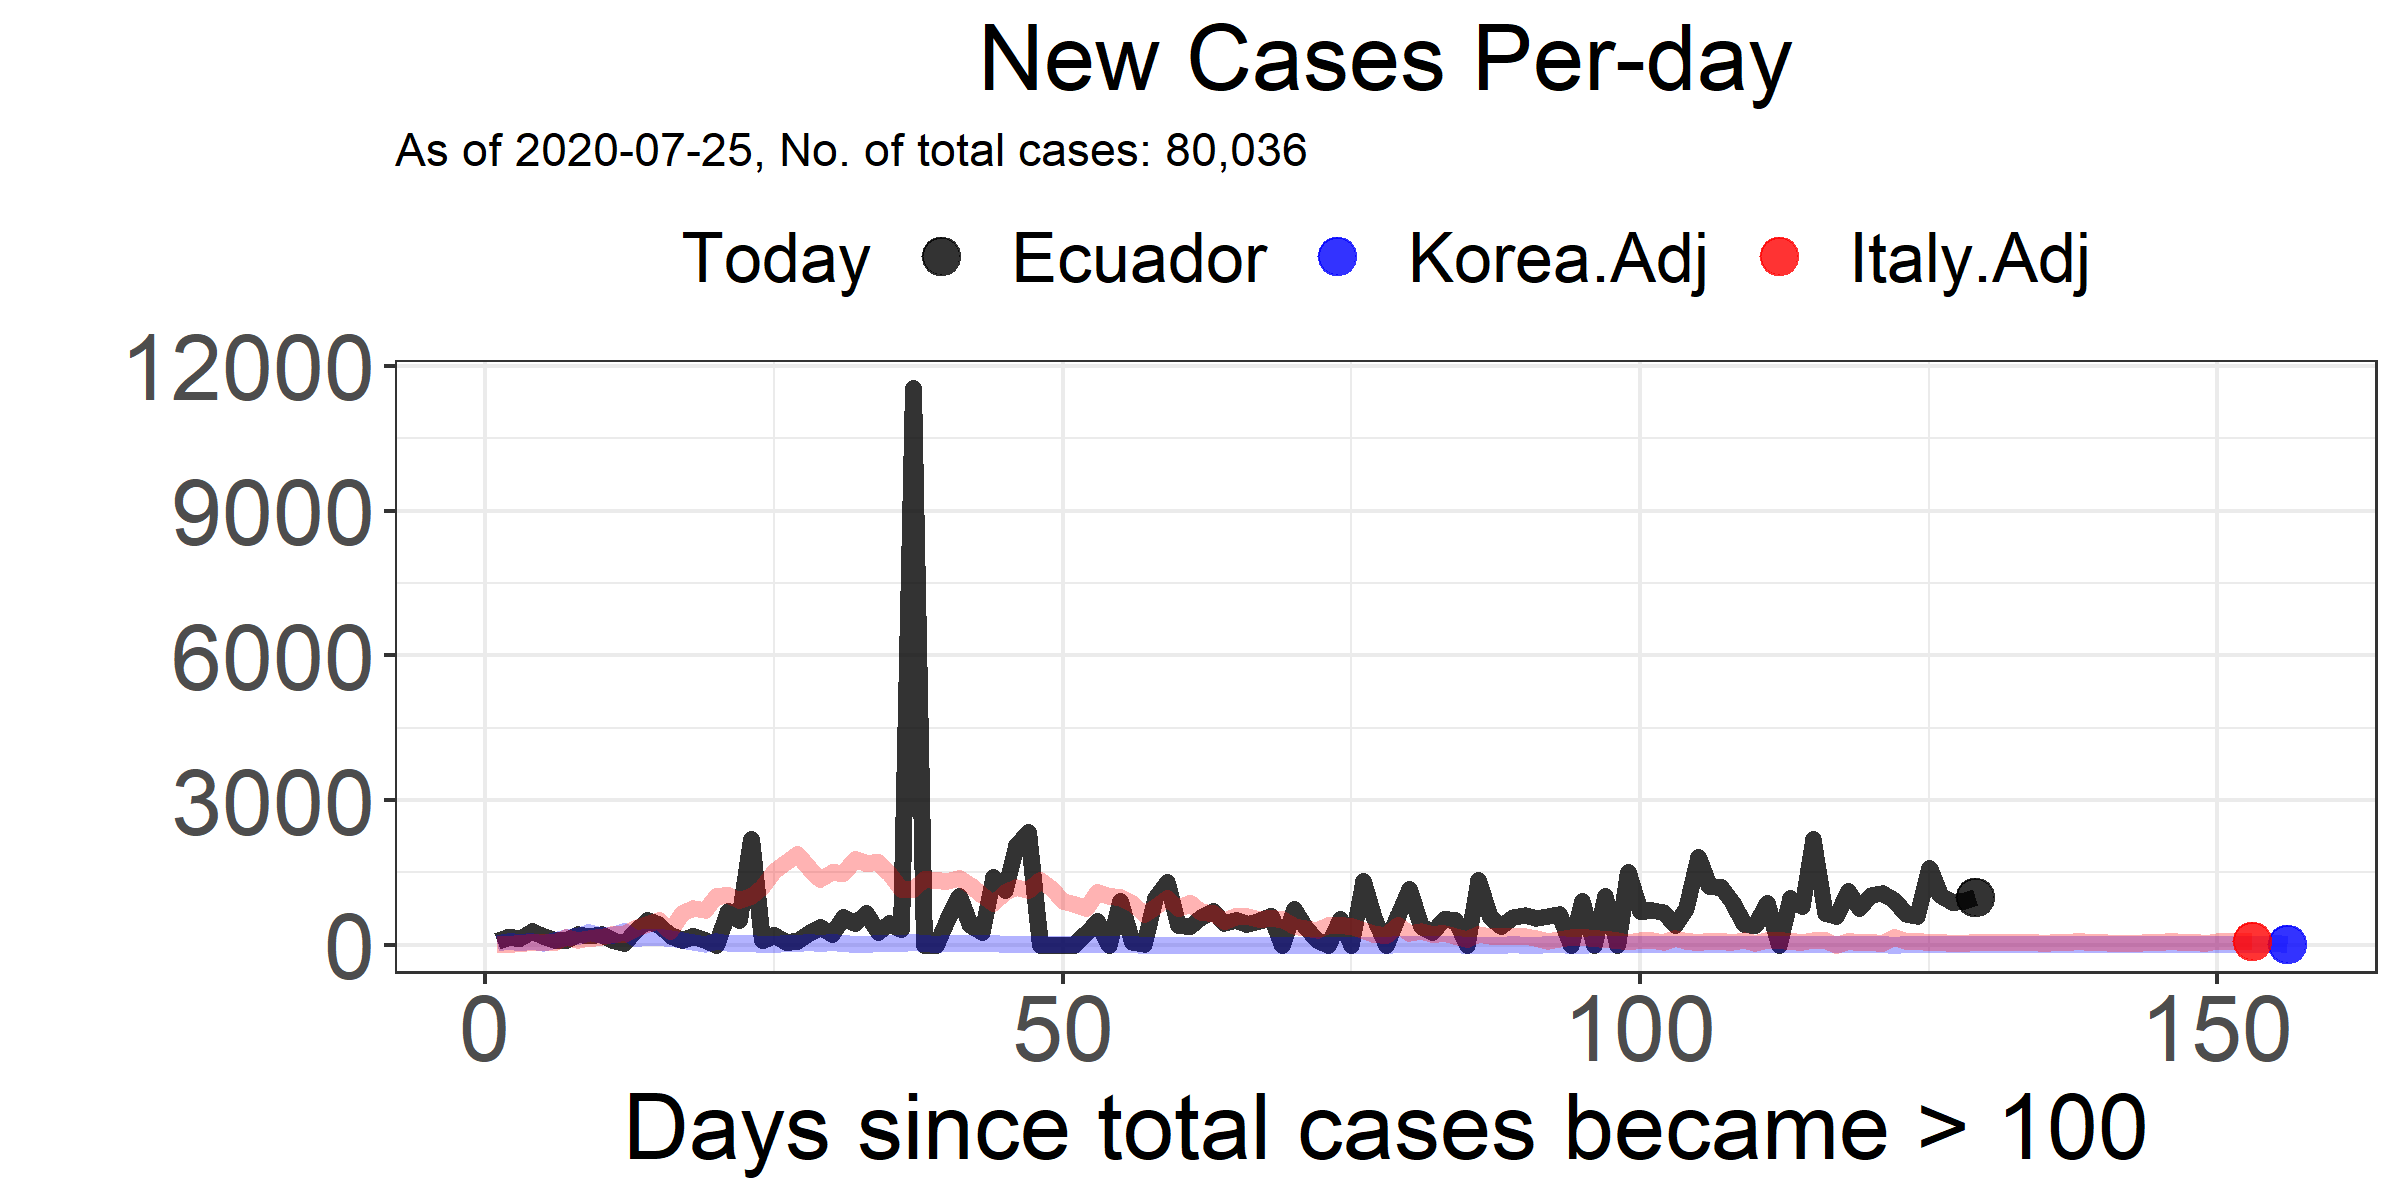 New Cases Per-day
As of 2020-07-25, No. of total cases: 80,036
Today Ecuador Korea.Adj Italy.Adj
12000
9000
6000
3000
0
0 50 100 150
Days since total cases became > 100